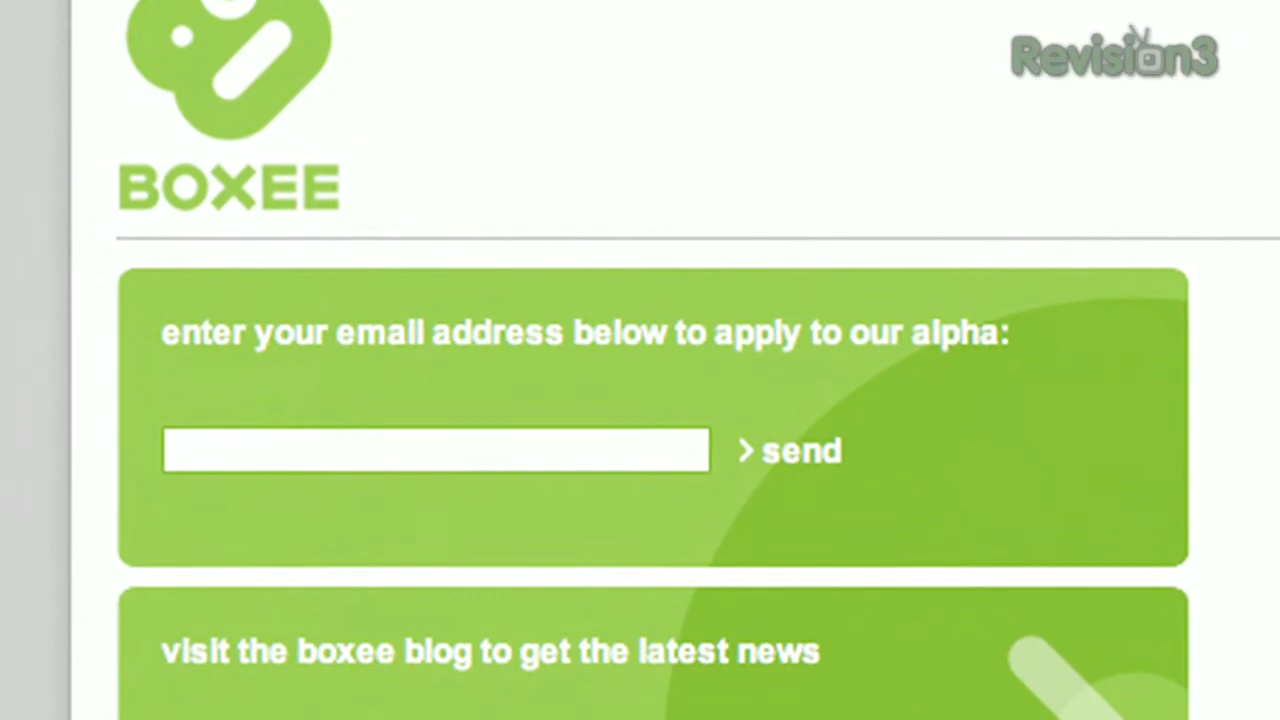 Revision3
BOXEE
enter your email address below to apply to our alpha:
> send
visit the boxee blog to get the latest news